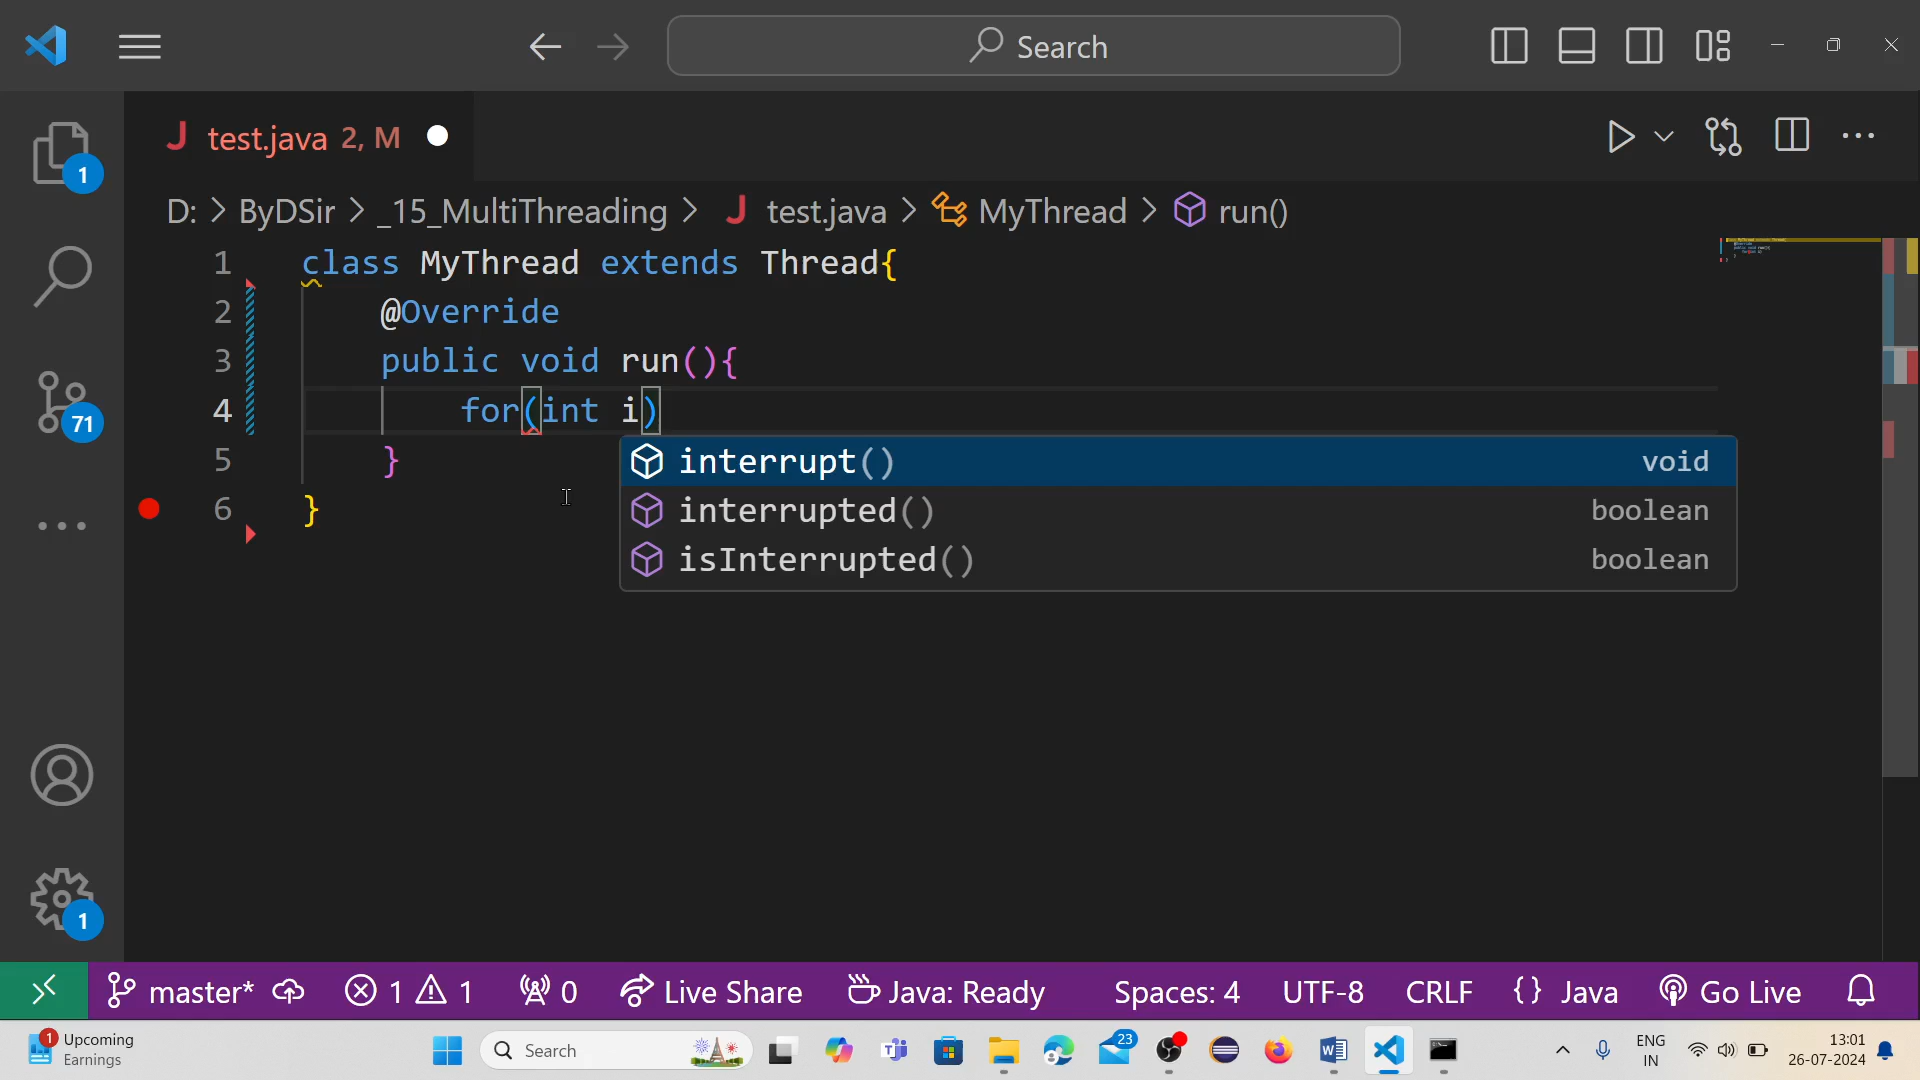 Search
test.java 2, M
D: > ByDSir > _15_MultiThreading > test.java > MyThread > run()
1 class MyThread extends Thread{
2 @Override
3 public void run(){
4 for(int i)
5 }
6 }
interrupt() void
interrupted() boolean
isInterrupted() boolean
1
71
1
master* 1 1 0 Live Share Java: Ready Spaces: 4 UTF-8 CRLF {} Java Go Live
1 Upcoming
Earnings
Search
23
ENG
IN
13:01
26-07-2024